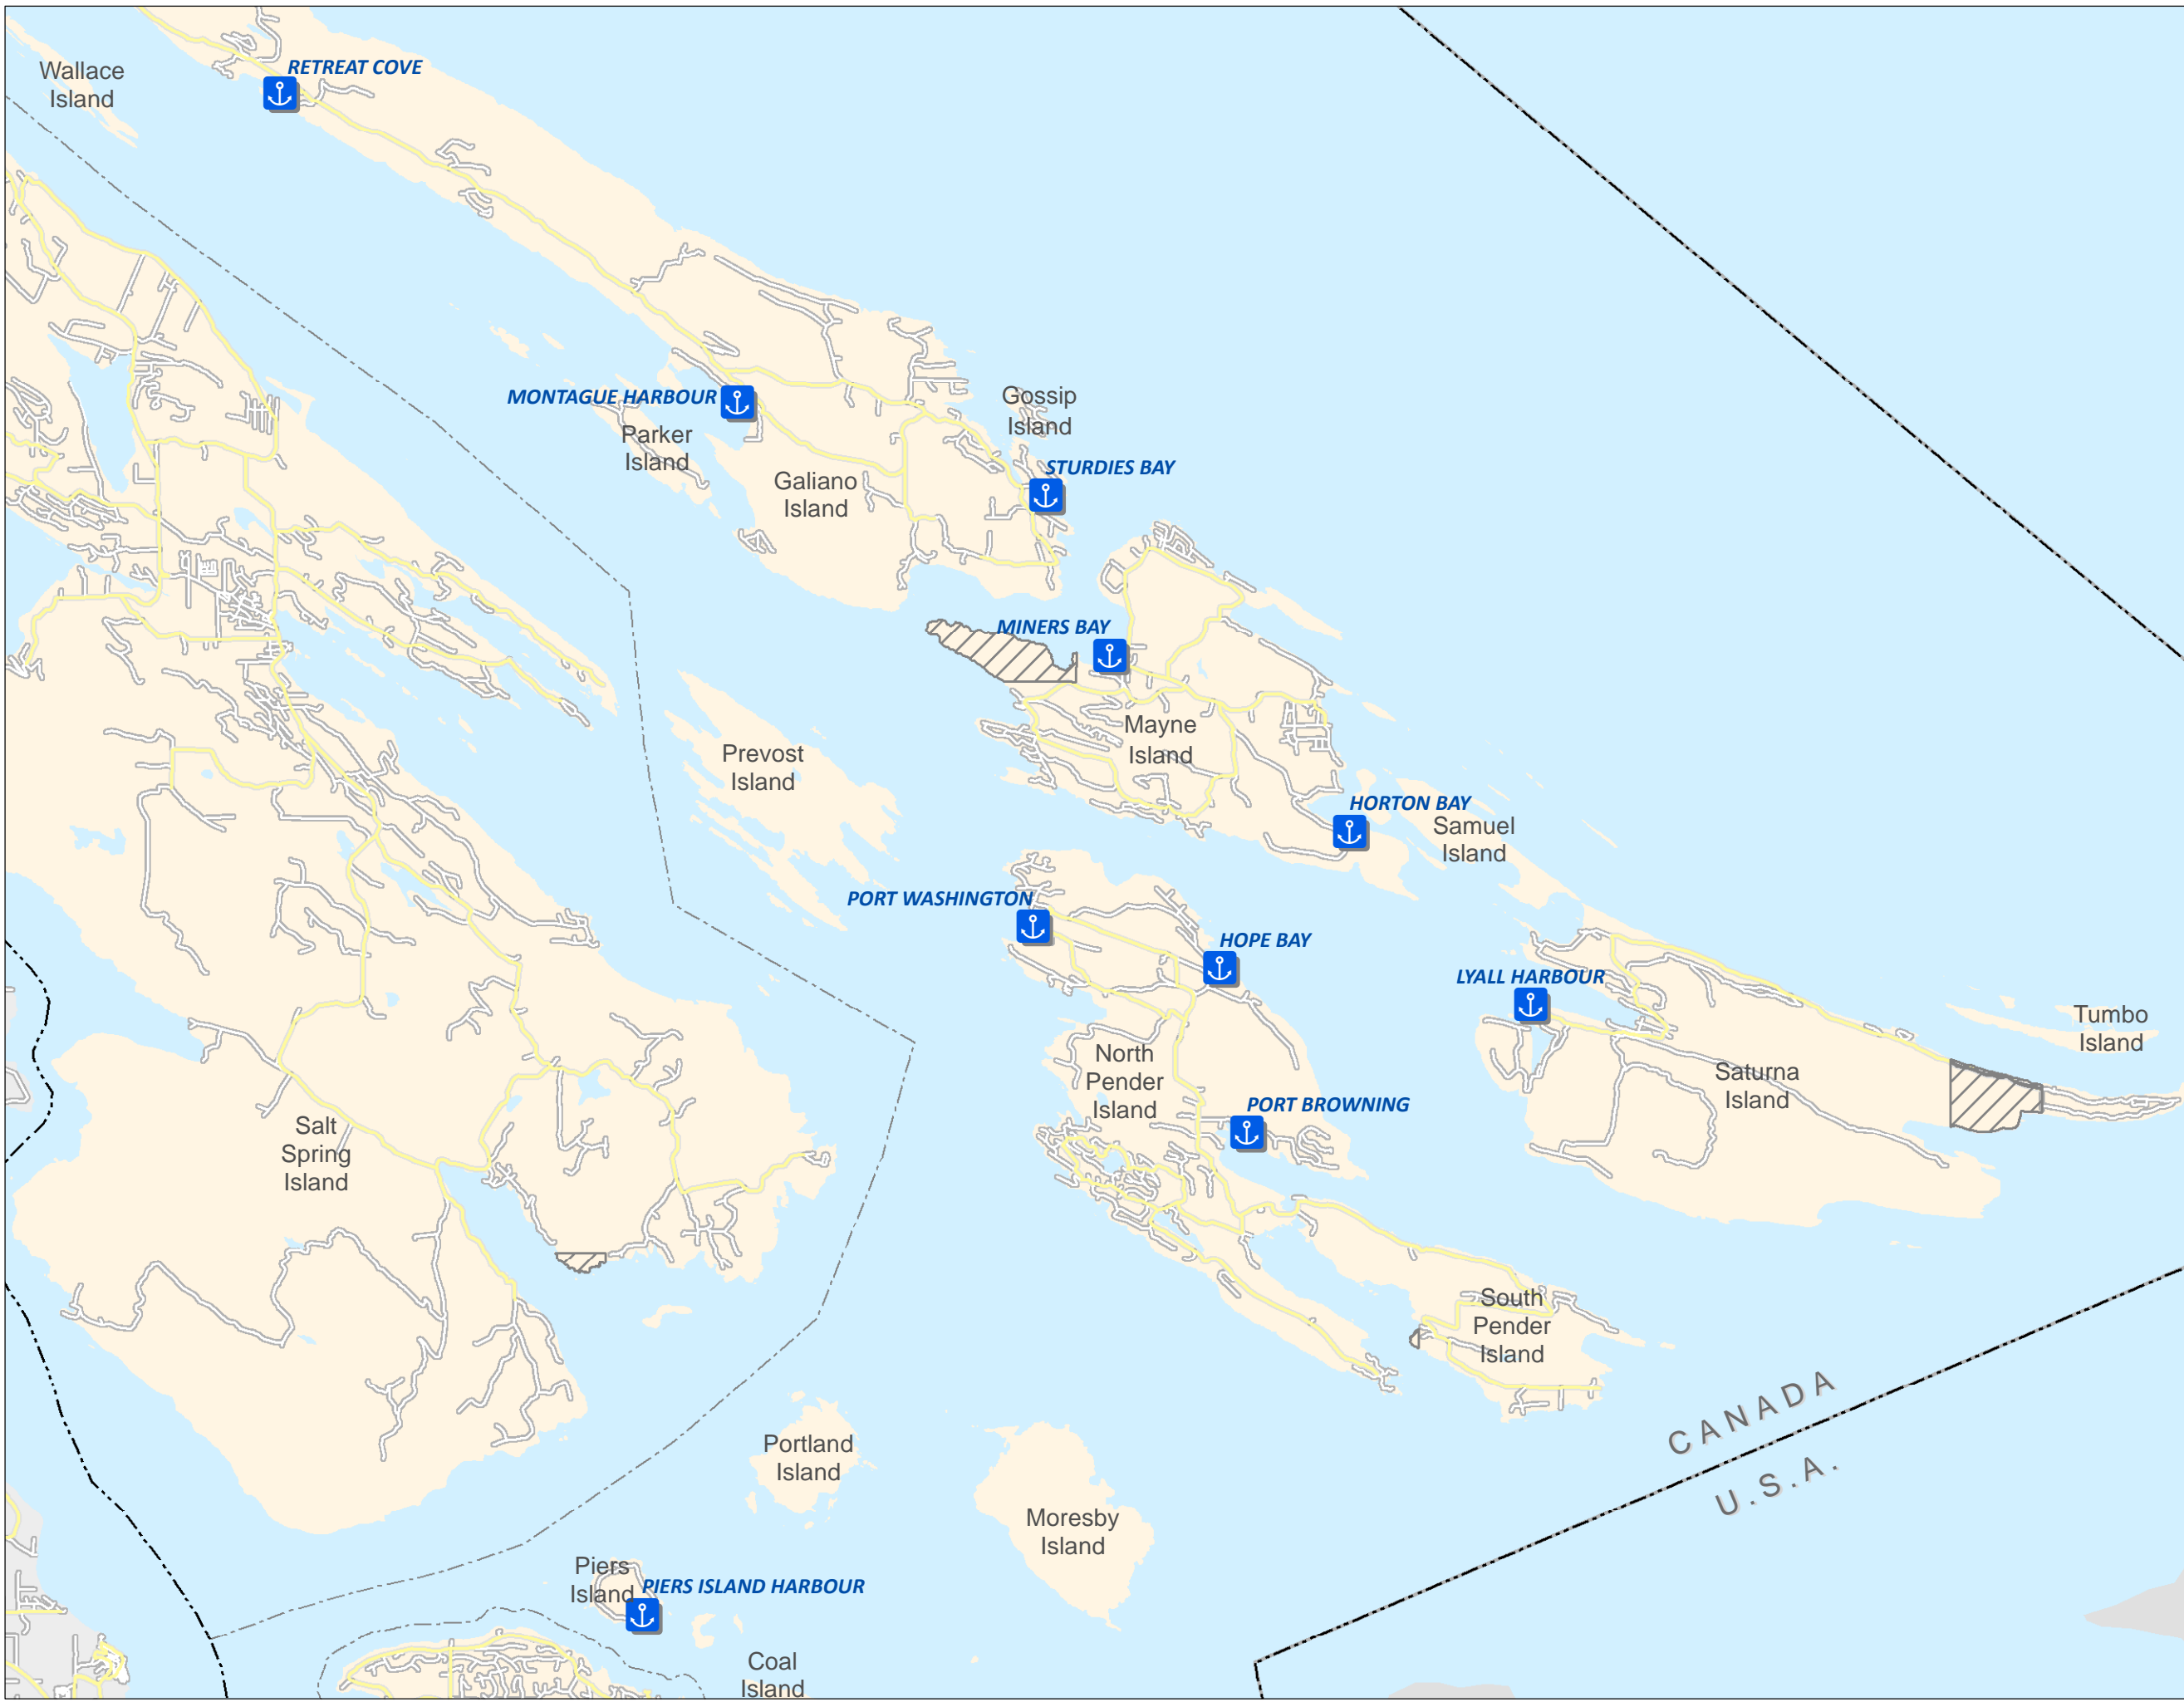 RETREAT COVE
Wallace
Island
MONTAGUE HARBOUR
Gossip
Island
Parker
Island
STURDIES BAY
Galiano
Island
MINERS BAY
Mayne
Island
Prevost
Island
HORTON BAY
Samuel
Island
PORT WASHINGTON
HOPE BAY
LYALL HARBOUR
Tumbo
Island
North
Pender
Island
Saturna
Island
PORT BROWNING
Salt
Spring
Island
South
Pender
Island
CANADA
U.S.A.
Portland
Island
Moresby
Island
Piers
Island
PIERS ISLAND HARBOUR
Coal
Island